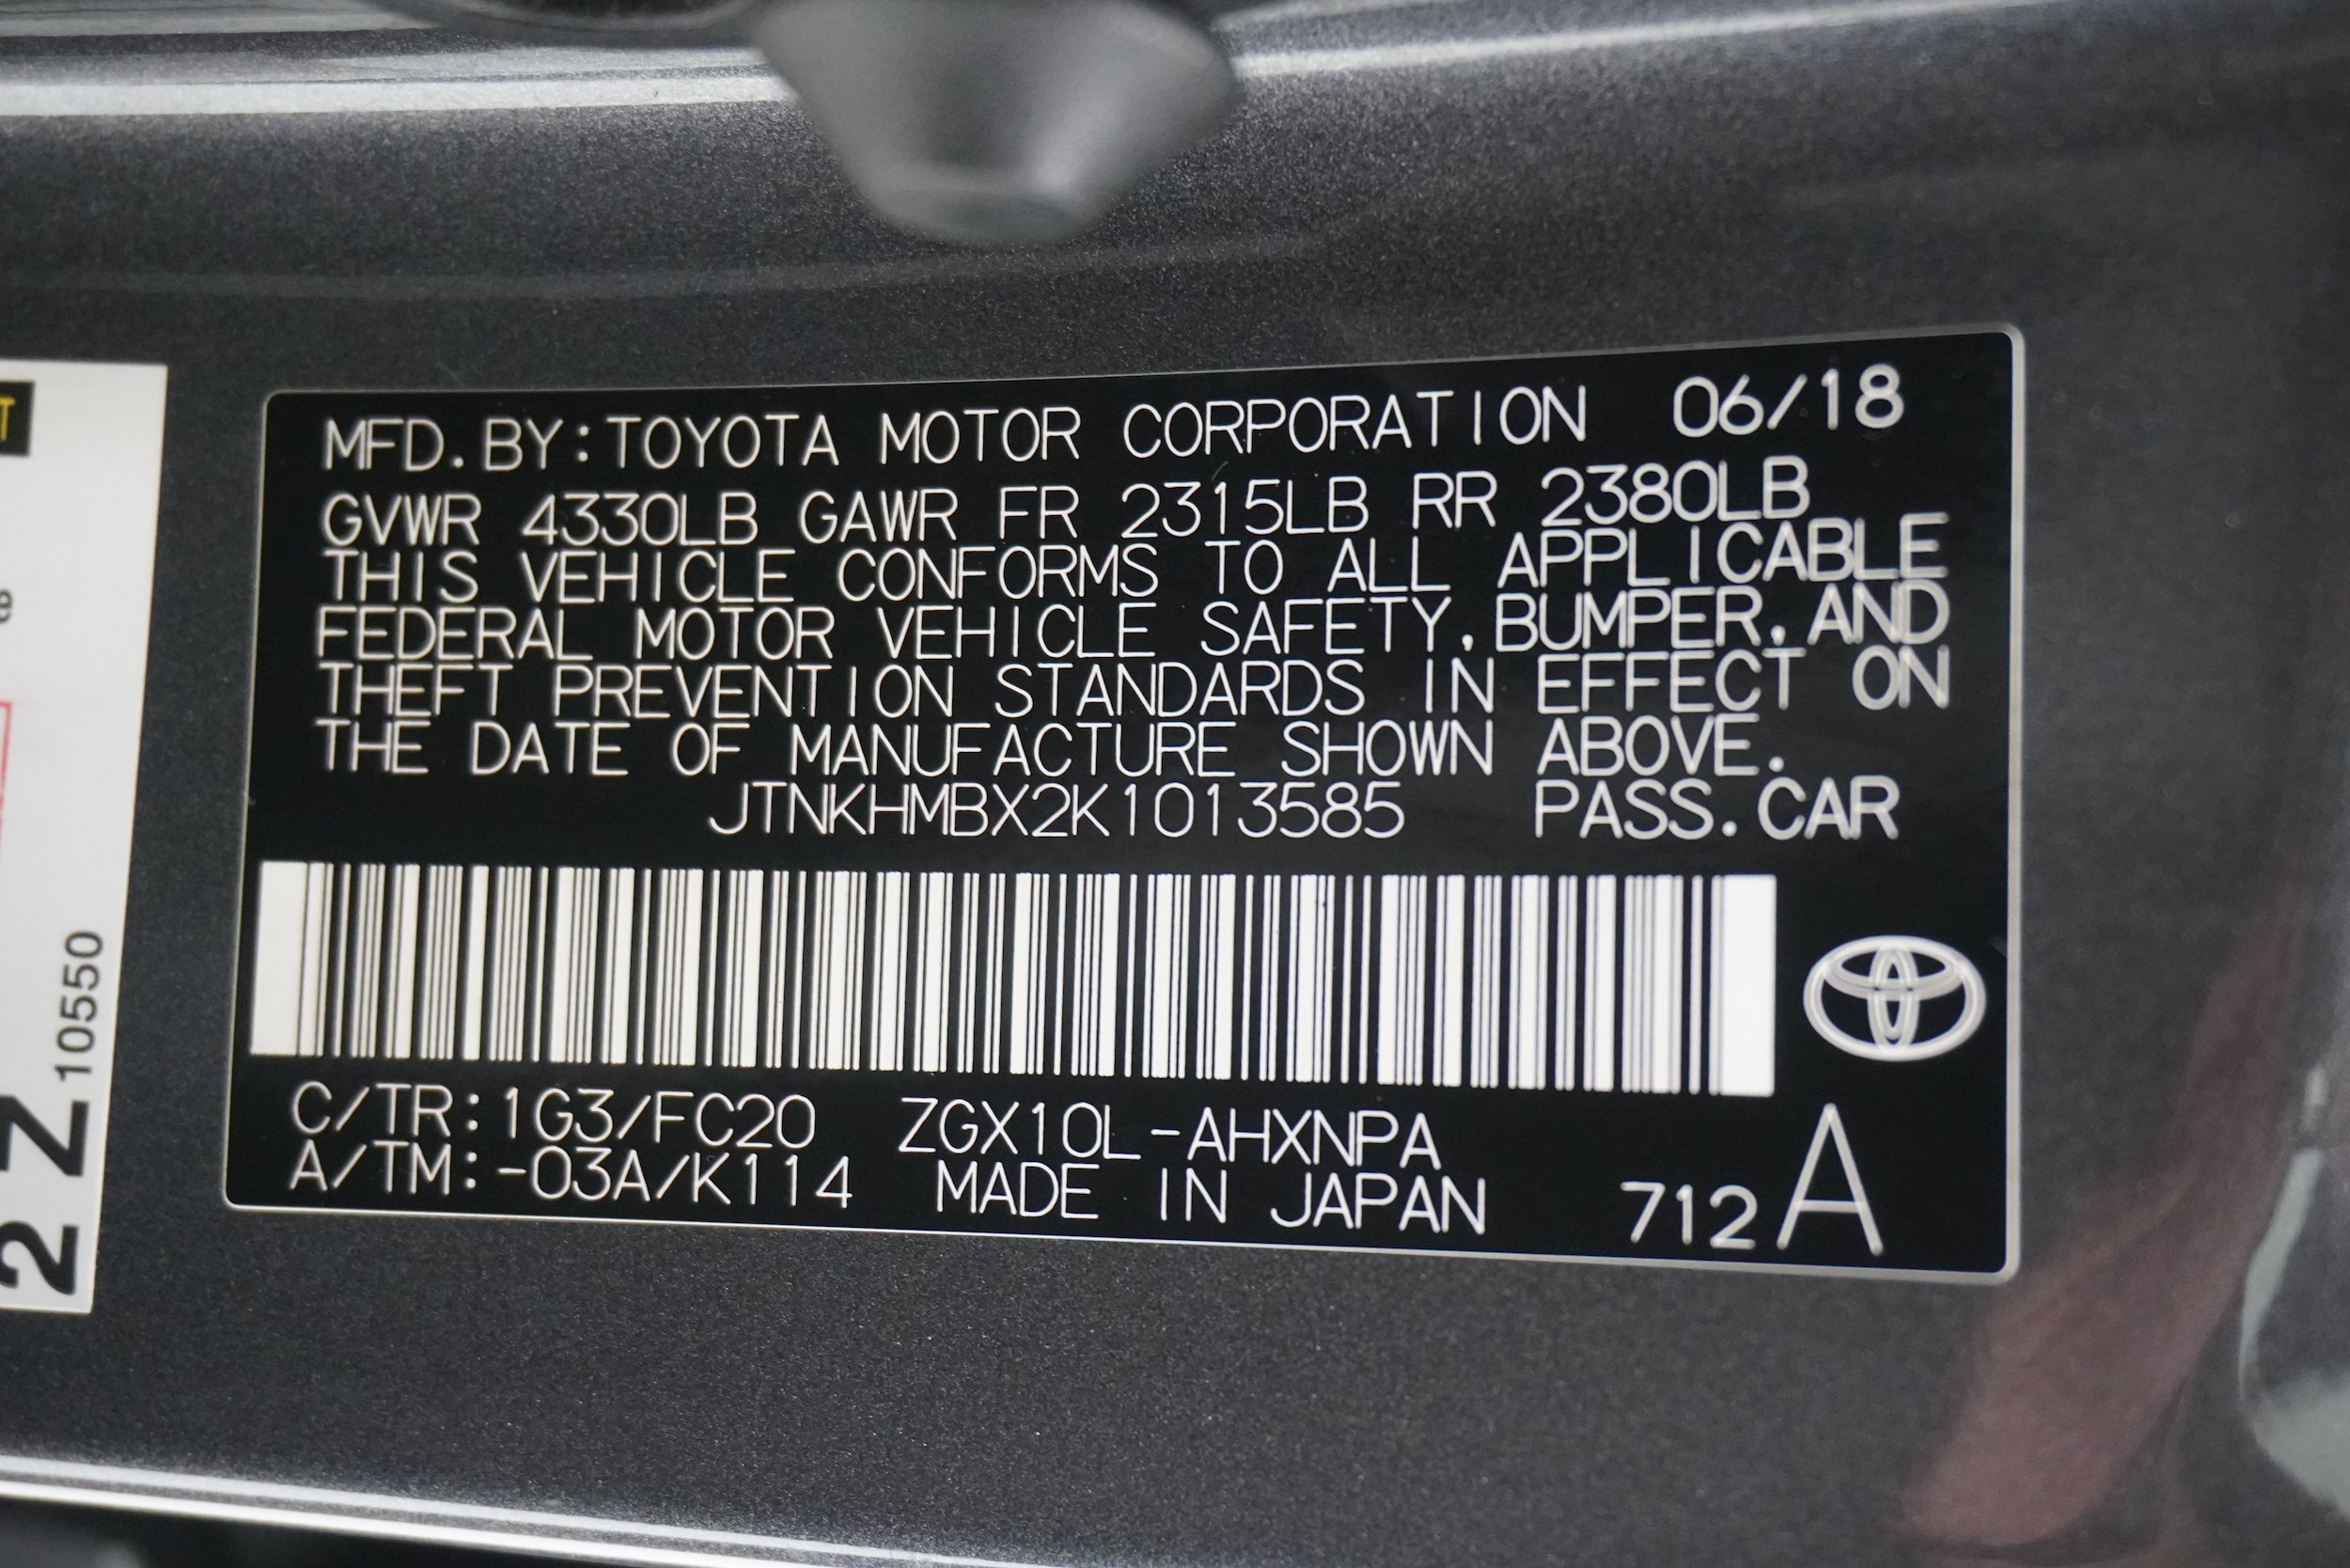 MFD.BY:TOYOTA MOTOR CORPORATION 06/18
GVWR 4330LB GAWR FR 2315LB RR 2380LB
THIS VEHICLE CONFORMS TO ALL APPLICABLE
FEDERAL MOTOR VEHICLE SAFETY,BUMPER,AND
THEFT PREVENTION STANDARDS IN EFFECT ON
THE DATE OF MANUFACTURE SHOWN ABOVE.
JTNKHMBX2K1013585 PASS.CAR
C/TR:1G3/FC20 ZGX10L-AHXNPA
A/TM:-03A/K114 MADE IN JAPAN 712 A
10550
2 Z